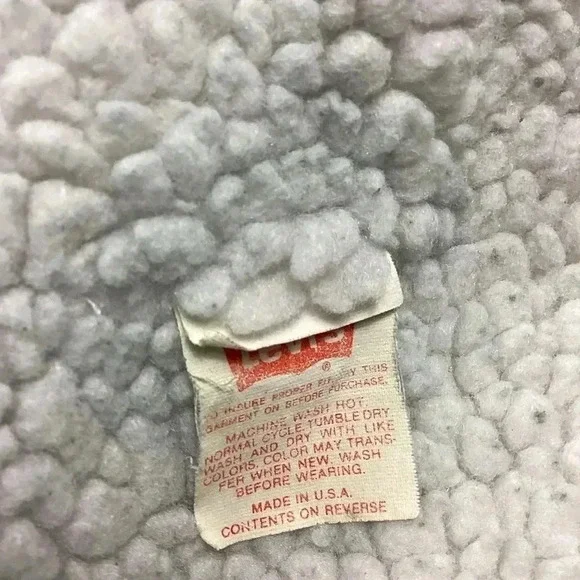 LEVI'S
®
TO INSURE PROPER FIT TRY THIS
GARMENT ON BEFORE PURCHASE.
MACHINE WASH HOT
NORMAL CYCLE, TUMBLE DRY
WASH AND DRY WITH LIKE
COLORS. COLOR MAY TRANS-
FER WHEN NEW. WASH
BEFORE WEARING.
MADE IN U.S.A.
CONTENTS ON REVERSE